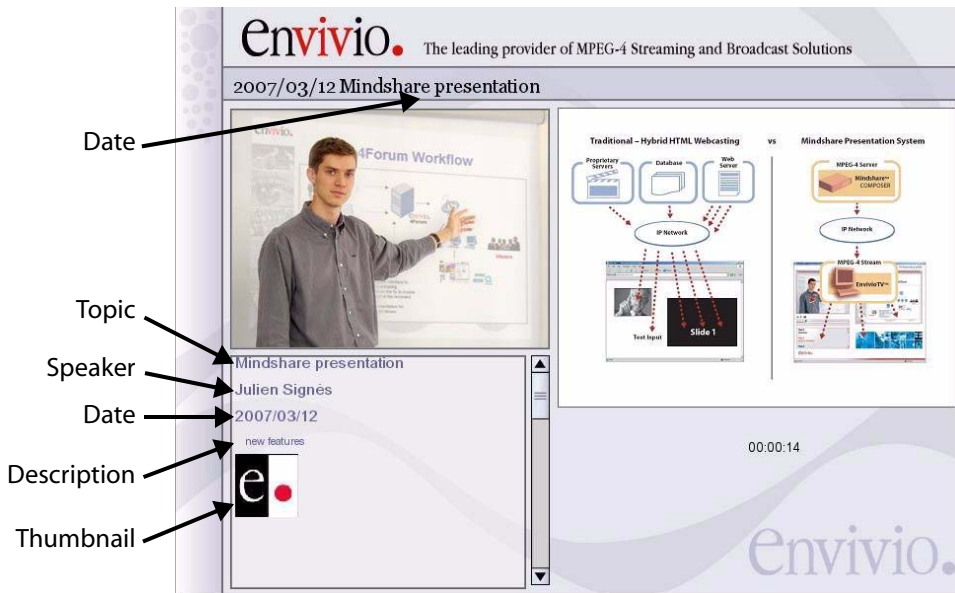 envivio.
The leading provider of MPEG-4 Streaming and Broadcast Solutions
2007/03/12 Mindshare presentation
Date
envivio.
4Forum Workflow
Traditional – Hybrid HTML Webcasting
vs
Mindshare Presentation System
Proprietary
Servers
Database
Web
Server
MPEG-4 Server
Mindshare™
COMPOSER
IP Network
IP Network
MPEG-4 Stream
EnvivioTV™
Text Input
Slide 1
Topic
Mindshare presentation
Speaker
Julien Signès
Date
2007/03/12
Description
new features
Thumbnail
e.
00:00:14
envivio.